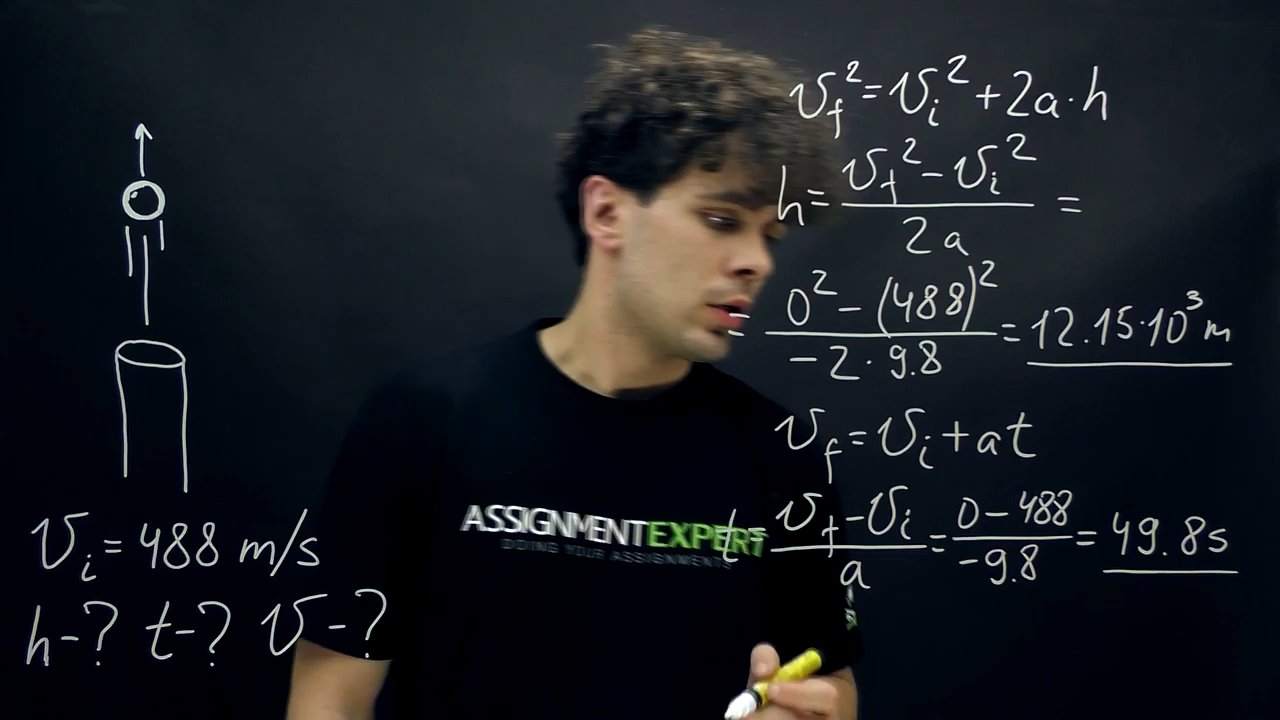 v_i = 488 m/s
h-? t-? v-?
ASSIGNMENTEXPERT
DOING YOUR ASSIGNMENTS
v_f² = v_i² + 2a·h
h = (v_f² - v_i²) / 2a =
= (0² - (488)²) / (-2·9.8) = 12.15·10³ m
v_f = v_i + at
t = (v_f - v_i) / a = (0 - 488) / -9.8 = 49.8s